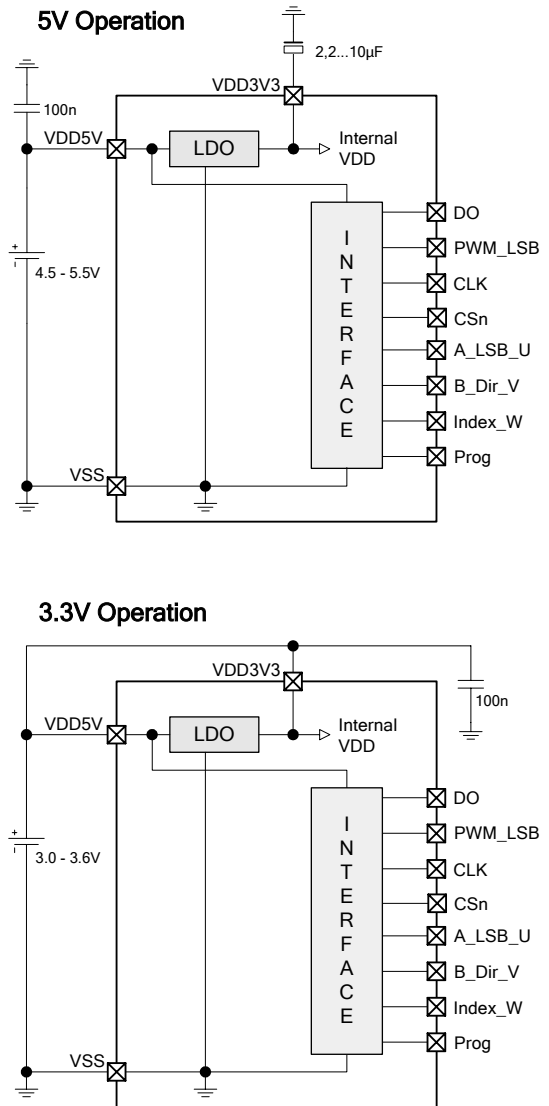 5V Operation
2,2...10µF
VDD3V3
100n
VDD5V
LDO
Internal
VDD
+
-
4.5 - 5.5V
I
N
T
E
R
F
A
C
E
DO
PWM_LSB
CLK
CSn
A_LSB_U
B_Dir_V
Index_W
Prog
VSS
3.3V Operation
VDD3V3
100n
VDD5V
LDO
Internal
VDD
+
-
3.0 - 3.6V
I
N
T
E
R
F
A
C
E
DO
PWM_LSB
CLK
CSn
A_LSB_U
B_Dir_V
Index_W
Prog
VSS